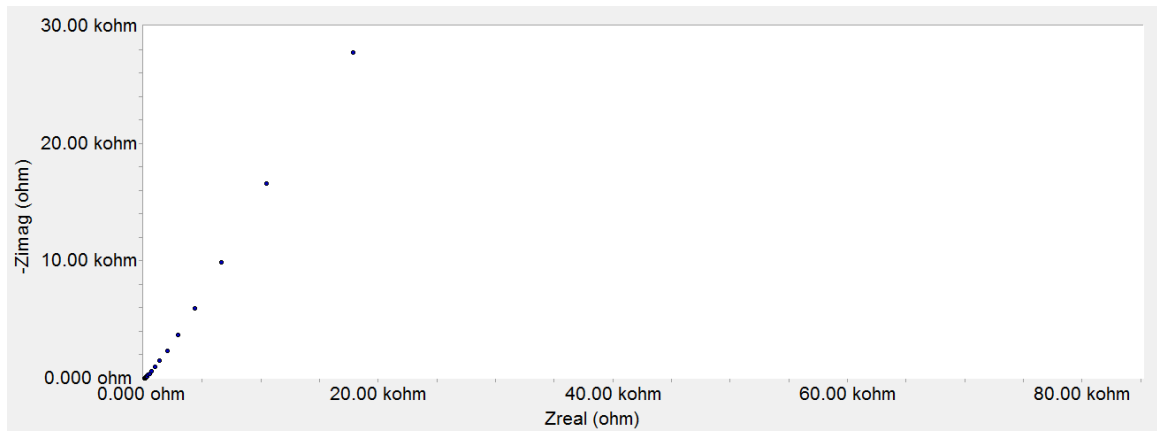 30.00 kohm
20.00 kohm
-Zimag (ohm)
10.00 kohm
0.000 ohm
0.000 ohm 20.00 kohm 40.00 kohm 60.00 kohm 80.00 kohm
Zreal (ohm)